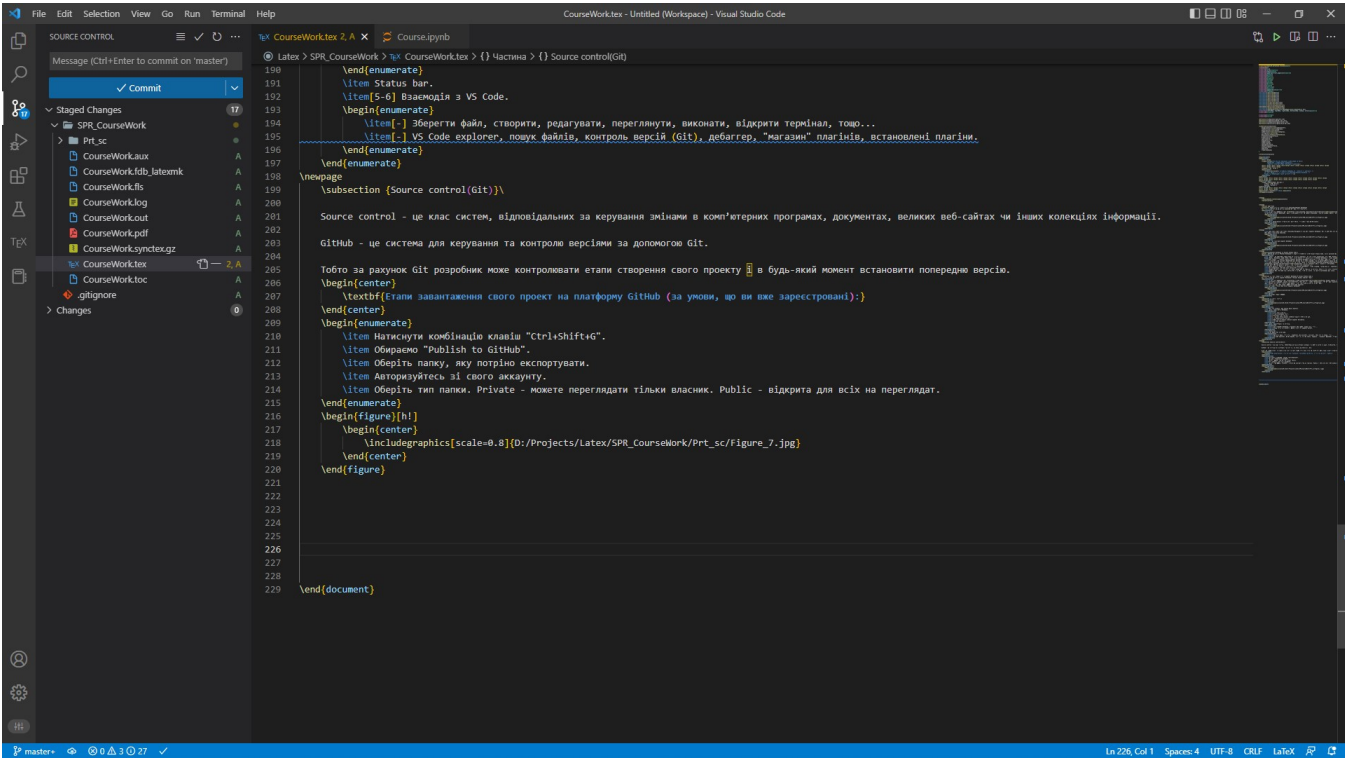 File Edit Selection View Go Run Terminal Help CourseWork.tex - Untitled (Workspace) - Visual Studio Code
SOURCE CONTROL
Message (Ctrl+Enter to commit on 'master')
Commit
Staged Changes 17
SPR_CourseWork
Prt_sc
CourseWork.aux A
CourseWork.fdb_latexmk A
CourseWork.fls A
CourseWork.log A
CourseWork.out A
CourseWork.pdf A
CourseWork.synctex.gz A
CourseWork.tex 2, A
CourseWork.toc A
.gitignore A
Changes 0
17
TEX
CourseWork.tex 2, A Course.ipynb
Latex > SPR_CourseWork > CourseWork.tex > {} Частина > {} Source control(Git)
190 \end{enumerate}
191 \item Status bar.
192 \item[5-6] Взаємодія з VS Code.
193 \begin{enumerate}
194 \item[-] Зберегти файл, створити, редагувати, переглянути, виконати, відкрити термінал, тощо...
195 \item[-] VS Code explorer, пошук файлів, контроль версій (Git), дебаггер, "магазин" плагінів, встановлені плагіни.
196 \end{enumerate}
197 \end{enumerate}
198 \newpage
199 \subsection {Source control(Git)}\
200
201 Source control - це клас систем, відповідальних за керування змінами в комп'ютерних програмах, документах, великих веб-сайтах чи інших колекціях інформації.
202
203 GitHub - це система для керування та контролю версіями за допомогою Git.
204
205 Тобто за рахунок Git розробник може контролювати етапи створення свого проекту і в будь-який момент встановити попередню версію.
206 \begin{center}
207 \textbf{Етапи завантаження свого проект на платформу GitHub (за умови, що ви вже зареєстровані):}
208 \end{center}
209 \begin{enumerate}
210 \item Натиснути комбінацію клавіш "Ctrl+Shift+G".
211 \item Обираємо "Publish to GitHub".
212 \item Оберіть папку, яку потріно експортувати.
213 \item Авторизуйтесь зі свого аккаунту.
214 \item Оберіть тип папки. Private - можете переглядати тільки власник. Public - відкрита для всіх на перегляд.
215 \end{enumerate}
216 \begin{figure}[h!]
217 \begin{center}
218 \includegraphics[scale=0.8]{D:/Projects/Latex/SPR_CourseWork/Prt_sc/Figure_7.jpg}
219 \end{center}
220 \end{figure}
221
222
223
224
225
226
227
228
229 \end{document}
master+ 0 3 27 Ln 226, Col 1 Spaces: 4 UTF-8 CRLF LaTeX